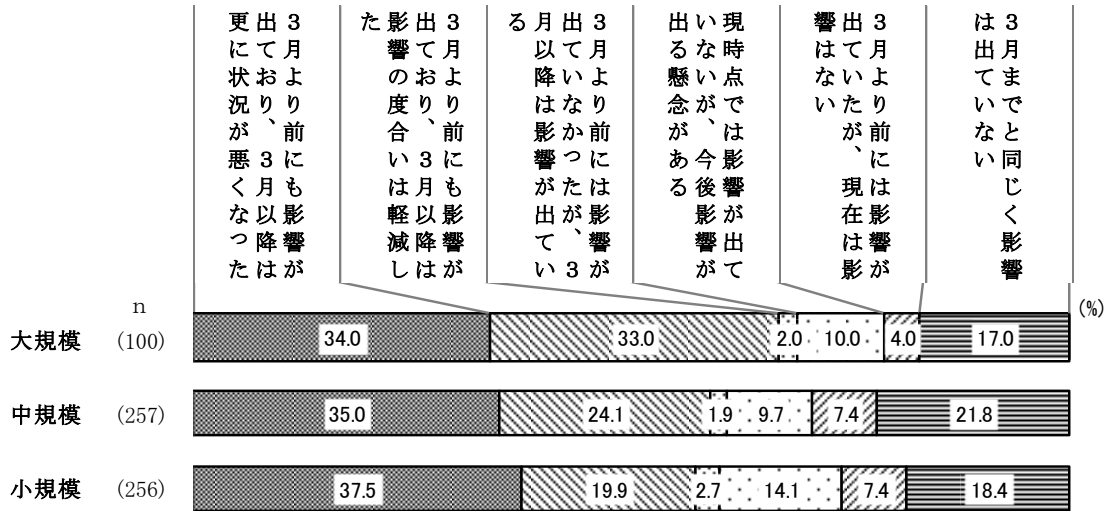 ３月より前にも影響が
出ており、３月以降は
更に状況が悪くなった
３月より前にも影響が
出ており、３月以降は
影響の度合いは軽減し
た
３月より前には影響が
出ていなかったが、３
月以降は影響が出てい
る
現時点では影響が出て
いないが、今後影響が
出る懸念がある
３月より前には影響が
出ていたが、現在は影
響はない
３月までと同じく影響
は出ていない
n
(%)
大規模 (100) 34.0 33.0 2.0 10.0 4.0 17.0
中規模 (257) 35.0 24.1 1.9 9.7 7.4 21.8
小規模 (256) 37.5 19.9 2.7 14.1 7.4 18.4